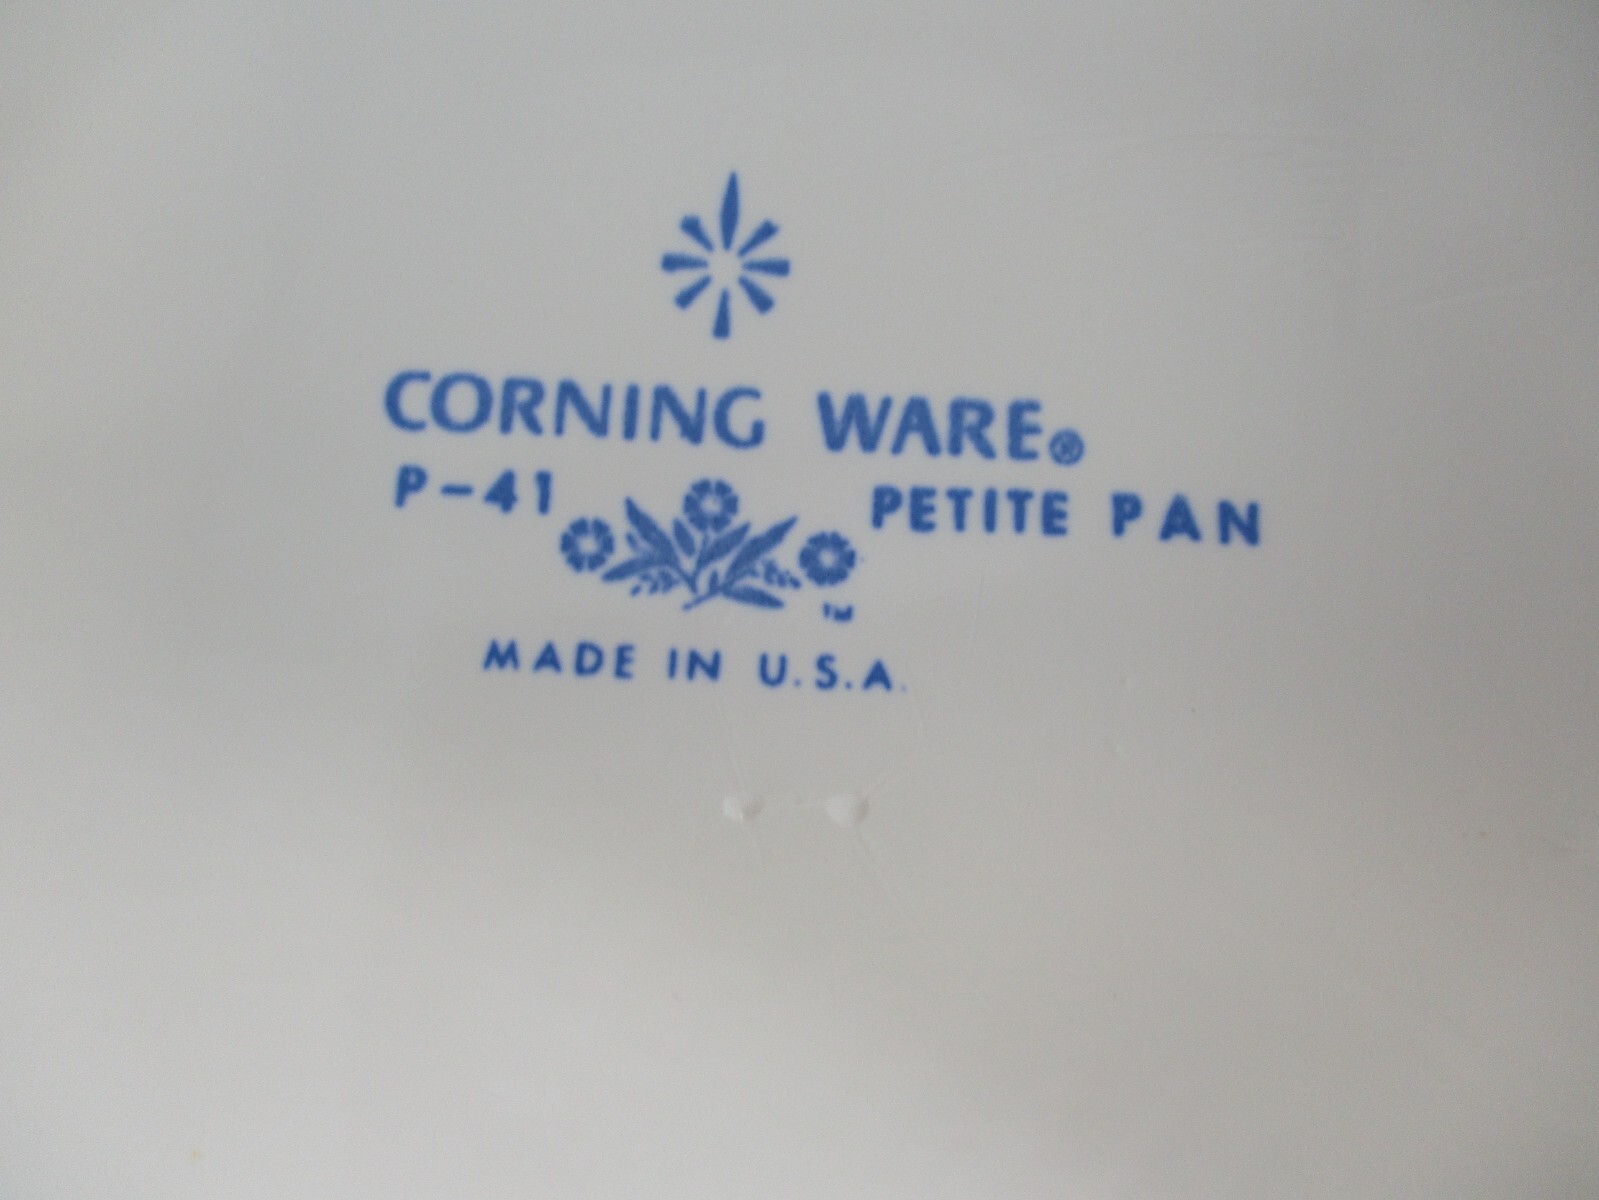 CORNING WARE®
P-41 PETITE PAN
TM
MADE IN U.S.A.